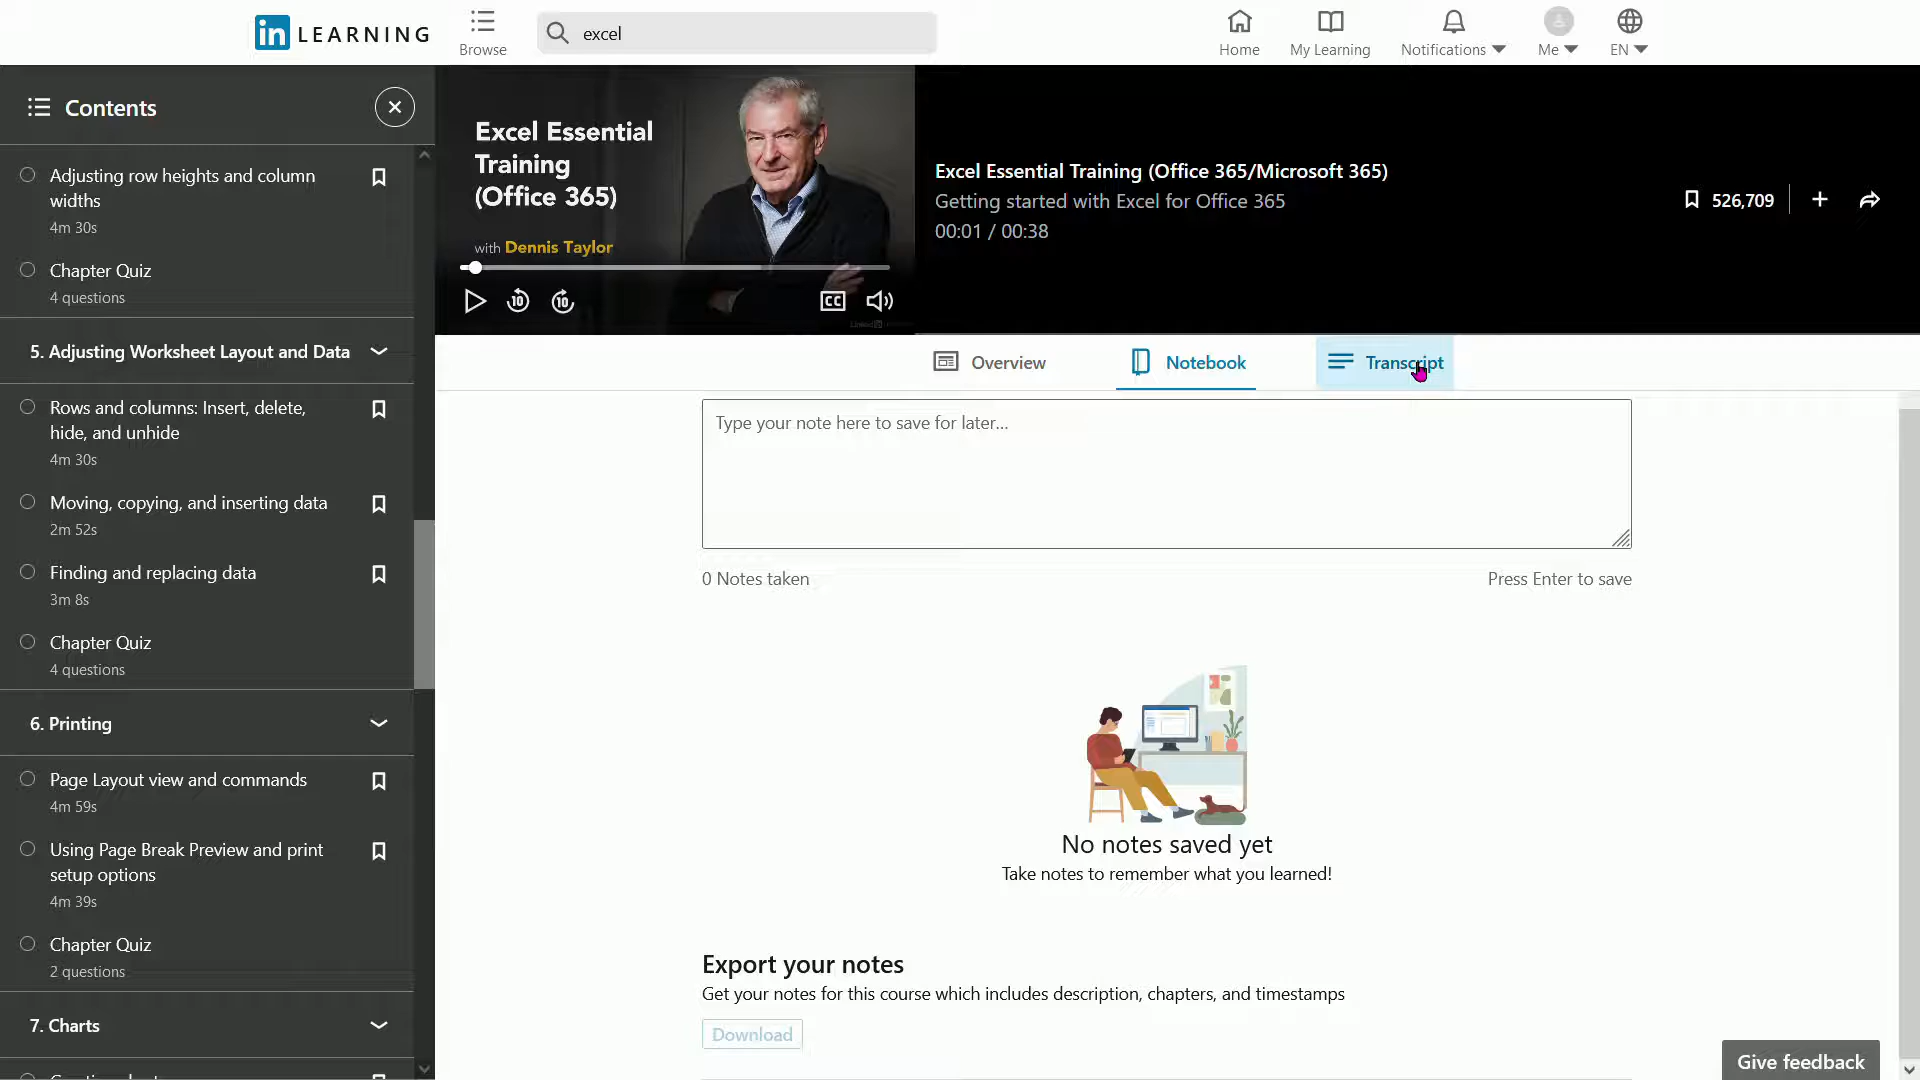 in LEARNING
Browse
excel
Home
My Learning
Notifications
Me
EN
Contents
Adjusting row heights and column
widths
4m 30s
Chapter Quiz
4 questions
5. Adjusting Worksheet Layout and Data
Rows and columns: Insert, delete,
hide, and unhide
4m 30s
Moving, copying, and inserting data
2m 52s
Finding and replacing data
3m 8s
Chapter Quiz
4 questions
6. Printing
Page Layout view and commands
4m 59s
Using Page Break Preview and print
setup options
4m 39s
Chapter Quiz
2 questions
7. Charts
Excel Essential
Training
(Office 365)
with Dennis Taylor
10
10
CC
Excel Essential Training (Office 365/Microsoft 365)
Getting started with Excel for Office 365
00:01 / 00:38
526,709
Overview
Notebook
Transcript
Type your note here to save for later...
0 Notes taken
Press Enter to save
No notes saved yet
Take notes to remember what you learned!
Export your notes
Get your notes for this course which includes description, chapters, and timestamps
Download
Give feedback